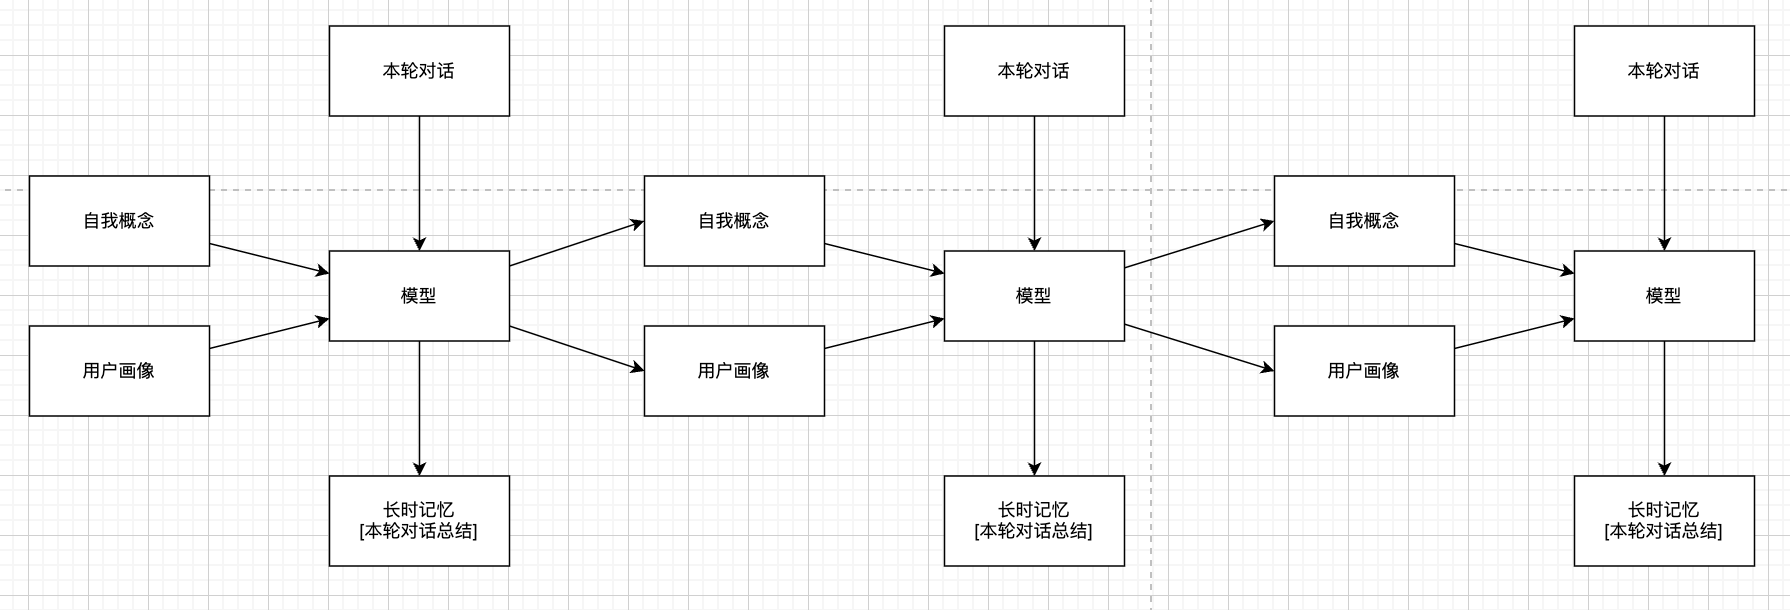 本轮对话
本轮对话
本轮对话
自我概念
自我概念
自我概念
模型
模型
模型
用户画像
用户画像
用户画像
长时记忆
[本轮对话总结]
长时记忆
[本轮对话总结]
长时记忆
[本轮对话总结]